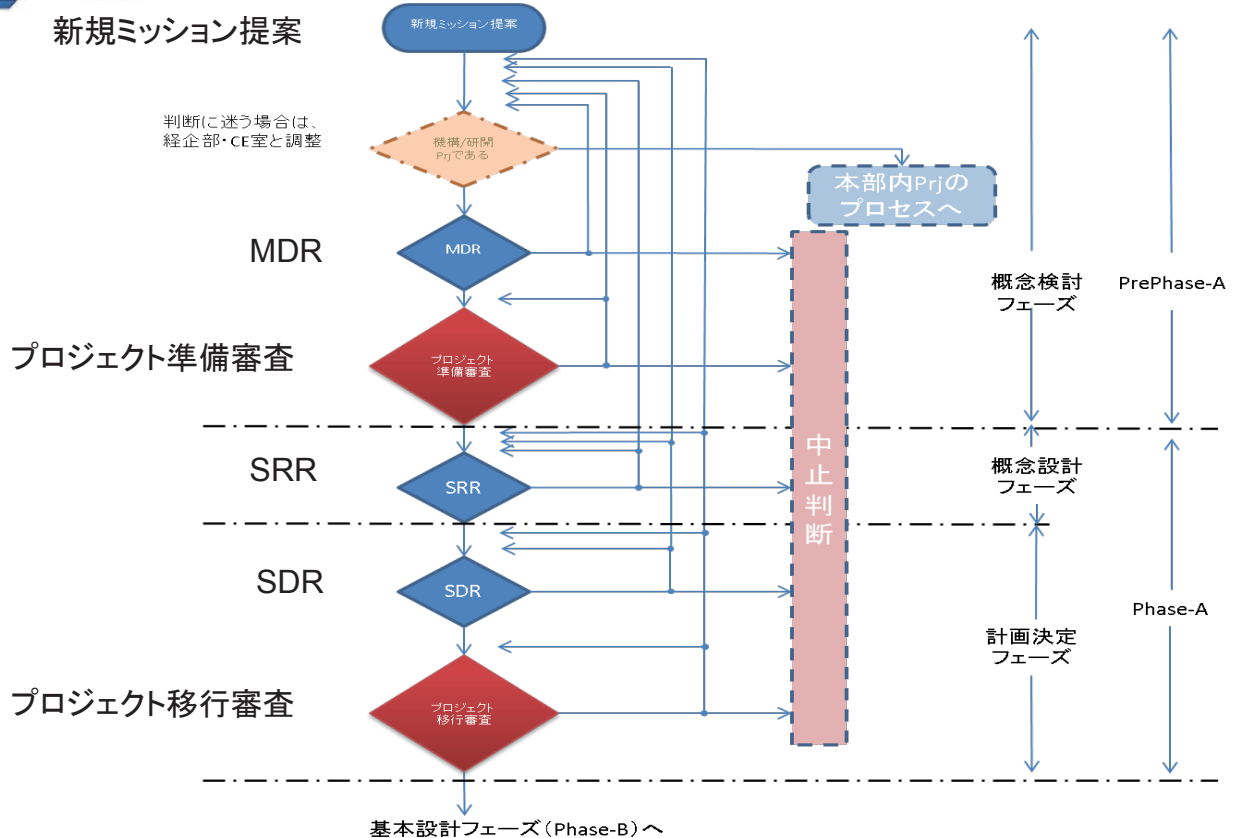 新規ミッション提案
新規ミッション提案
判断に迷う場合は、
経企部・CE室と調整
機構/研開
Prjである
本部内Prjの
プロセスへ
MDR
MDR
概念検討
フェーズ
PrePhase-A
プロジェクト準備審査
プロジェクト
準備審査
中止判断
SRR
SRR
概念設計
フェーズ
SDR
SDR
Phase-A
計画決定
フェーズ
プロジェクト移行審査
プロジェクト
移行審査
基本設計フェーズ(Phase-B)へ